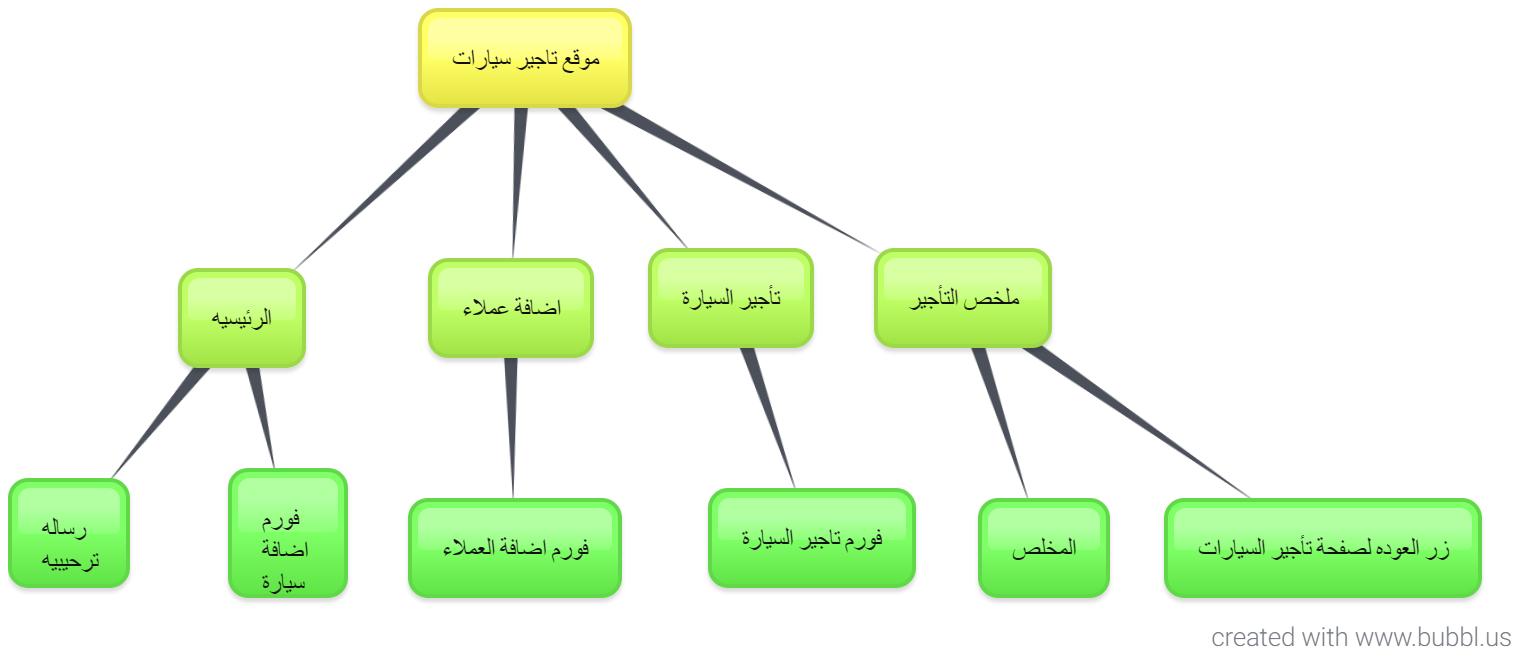 موقع تاجير سيارات
ملخص التأجير
تأجير السيارة
اضافة عملاء
الرئيسيه
زر العوده لصفحة تأجير السيارات
المخلص
فورم تاجير السيارة
فورم اضافة العملاء
فورم
اضافة
سيارة
رساله
ترحيبيه
created with www.bubbl.us